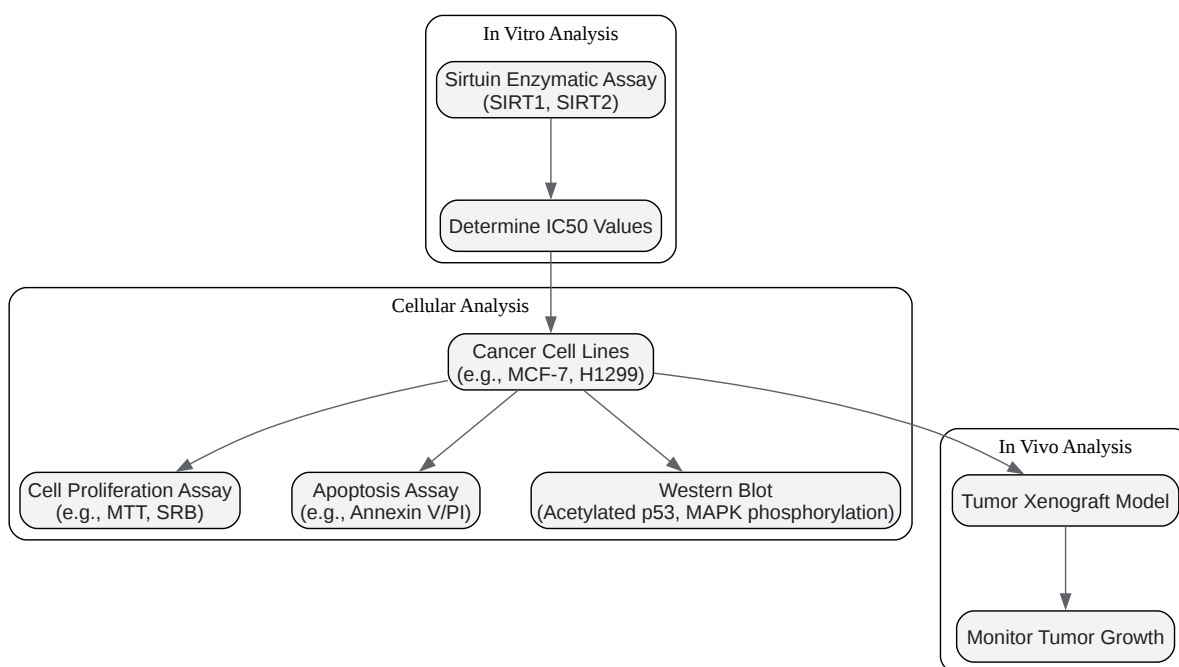 In Vitro Analysis
Sirtuin Enzymatic Assay
(SIRT1, SIRT2)
Determine IC50 Values
Cellular Analysis
Cancer Cell Lines
(e.g., MCF-7, H1299)
In Vivo Analysis
Cell Proliferation Assay
(e.g., MTT, SRB)
Apoptosis Assay
(e.g., Annexin V/PI)
Western Blot
(Acetylated p53, MAPK phosphorylation)
Tumor Xenograft Model
Monitor Tumor Growth